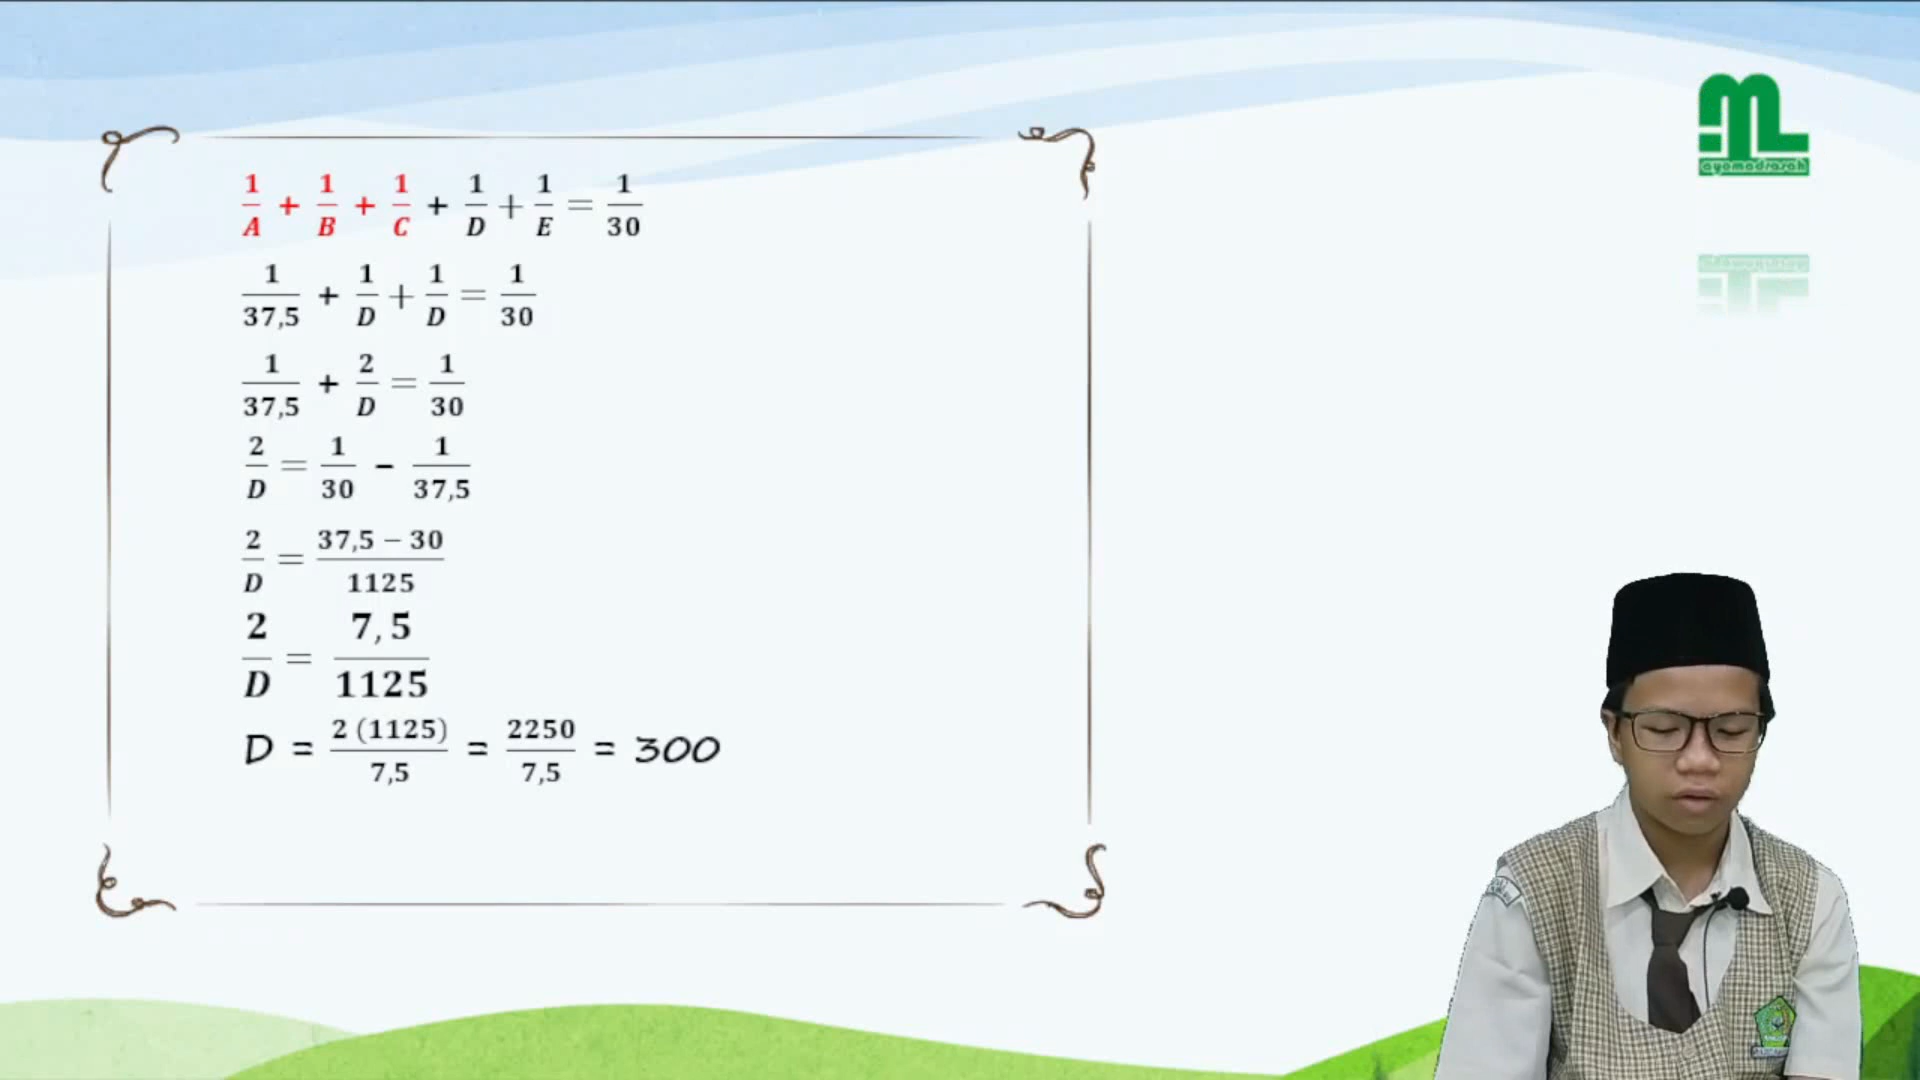 1/A + 1/B + 1/C + 1/D + 1/E = 1/30
1/37,5 + 1/D + 1/D = 1/30
1/37,5 + 2/D = 1/30
2/D = 1/30 - 1/37,5
2/D = 37,5 − 30/1125
2/D = 7,5/1125
D = 2 (1125)/7,5 = 2250/7,5 = 300
ayomadrasah